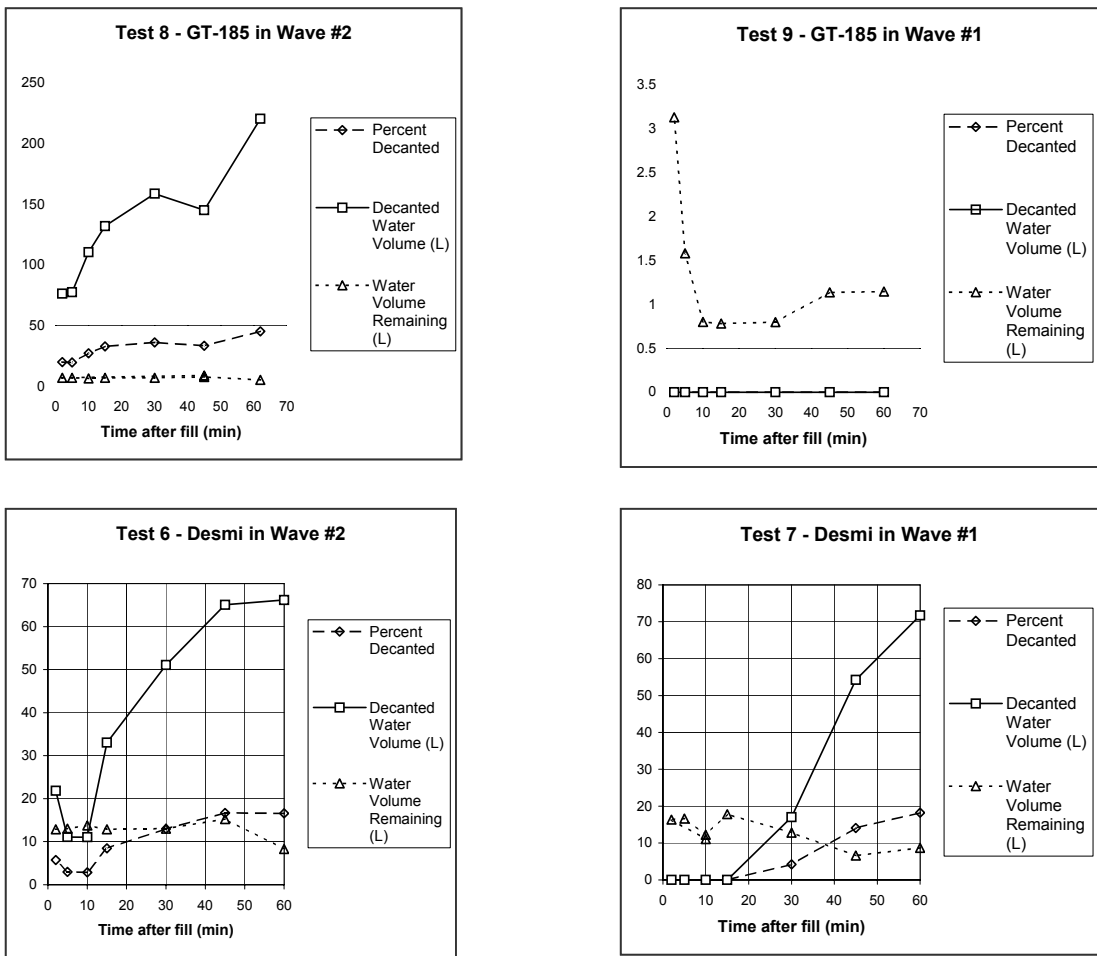 Test 8 - GT-185 in Wave #2
250
200
150
100
50
0
0 10 20 30 40 50 60 70
Time after fill (min)
Percent
Decanted
Decanted
Water
Volume (L)
Water
Volume
Remaining
(L)
Test 9 - GT-185 in Wave #1
3.5
3
2.5
2
1.5
1
0.5
0
0 10 20 30 40 50 60 70
Time after fill (min)
Percent
Decanted
Decanted
Water
Volume (L)
Water
Volume
Remaining
(L)
Test 6 - Desmi in Wave #2
70
60
50
40
30
20
10
0
0 10 20 30 40 50 60
Time after fill (min)
Percent
Decanted
Decanted
Water
Volume (L)
Water
Volume
Remaining
(L)
Test 7 - Desmi in Wave #1
80
70
60
50
40
30
20
10
0
0 10 20 30 40 50 60
Time after fill (min)
Percent
Decanted
Decanted
Water
Volume (L)
Water
Volume
Remaining
(L)